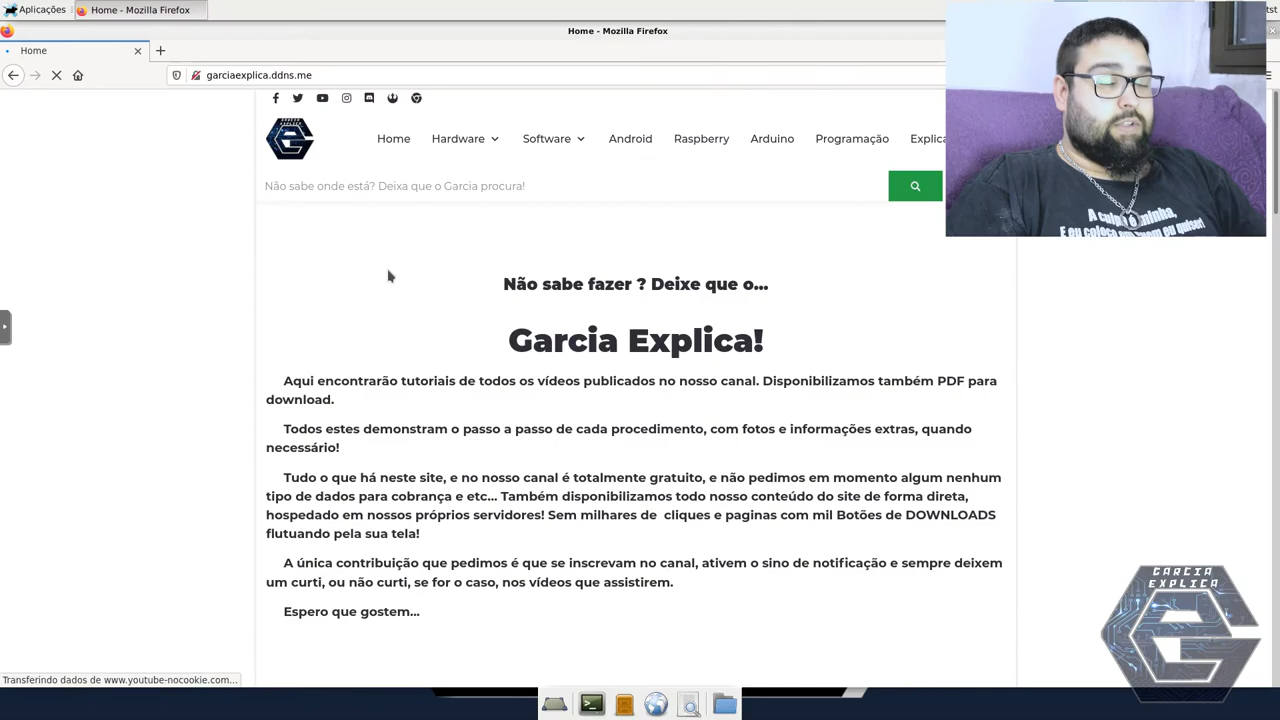 Aplicações
Home - Mozilla Firefox
Home - Mozilla Firefox
Home
garciaexplica.ddns.me
Home
Hardware
Software
Android
Raspberry
Arduino
Programação
Explica
Não sabe onde está? Deixa que o Garcia procura!
A culpa é minha,
E eu coloco em quem eu quiser!
Não sabe fazer ? Deixe que o...
Garcia Explica!
Aqui encontrarão tutoriais de todos os vídeos publicados no nosso canal. Disponibilizamos também PDF para
download.
Todos estes demonstram o passo a passo de cada procedimento, com fotos e informações extras, quando
necessário!
Tudo o que há neste site, e no nosso canal é totalmente gratuito, e não pedimos em momento algum nenhum
tipo de dados para cobrança e etc... Também disponibilizamos todo nosso conteúdo do site de forma direta,
hospedado em nossos próprios servidores! Sem milhares de cliques e paginas com mil Botões de DOWNLOADS
flutuando pela sua tela!
A única contribuição que pedimos é que se inscrevam no canal, ativem o sino de notificação e sempre deixem
um curti, ou não curti, se for o caso, nos vídeos que assistirem.
Espero que gostem...
GARCIA
EXPLICA
Transferindo dados de www.youtube-nocookie.com...